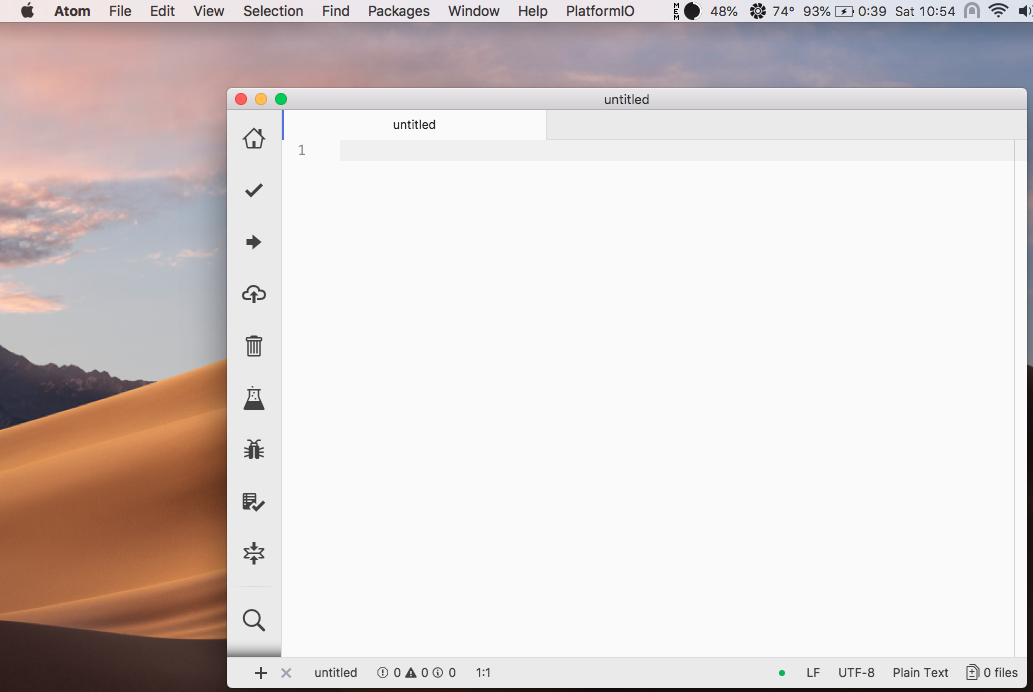 Atom File Edit View Selection Find Packages Window Help PlatformIO MEM 48% 74° 93% 0:39 Sat 10:54
untitled
untitled
1
untitled 0 0 0 1:1 LF UTF-8 Plain Text 0 files